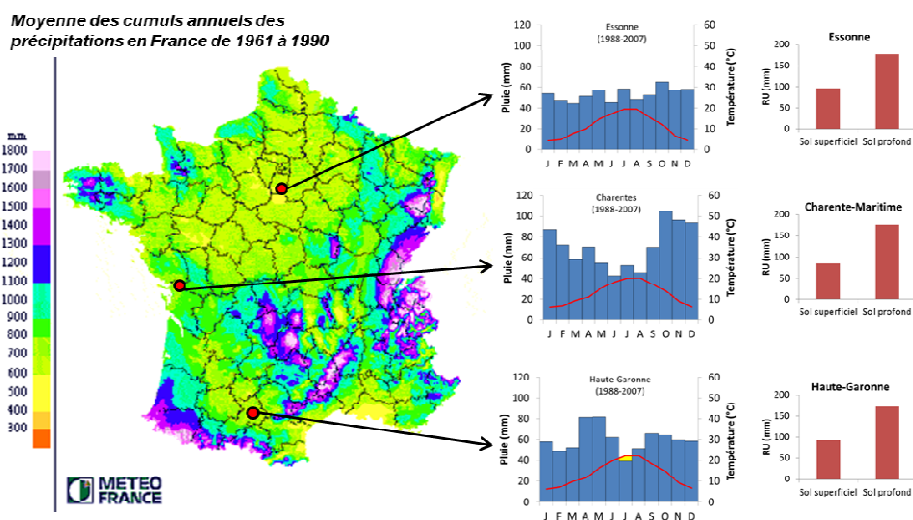 Moyenne des cumuls annuels des
précipitations en France de 1961 à 1990
mm
1800
1700
1600
1500
1400
1300
1200
1100
1000
900
800
700
600
500
400
300
METEO
FRANCE
Essonne
(1988-2007)
Pluie (mm)
120
100
80
60
40
20
0
Température (°C)
60
50
40
30
20
10
0
J F M A M J J A S O N D
Essonne
RU (mm)
200
150
100
50
0
Sol superficiel Sol profond
Charentes
(1988-2007)
Pluie (mm)
120
100
80
60
40
20
0
Température (°C)
60
50
40
30
20
10
0
J F M A M J J A S O N D
Charente-Maritime
RU (mm)
200
150
100
50
0
Sol superficiel Sol profond
Haute Garonne
(1988-2007)
Pluie (mm)
120
100
80
60
40
20
0
Température (°C)
60
50
40
30
20
10
0
J F M A M J J A S O N D
Haute-Garonne
RU (mm)
200
150
100
50
0
Sol superficiel Sol profond